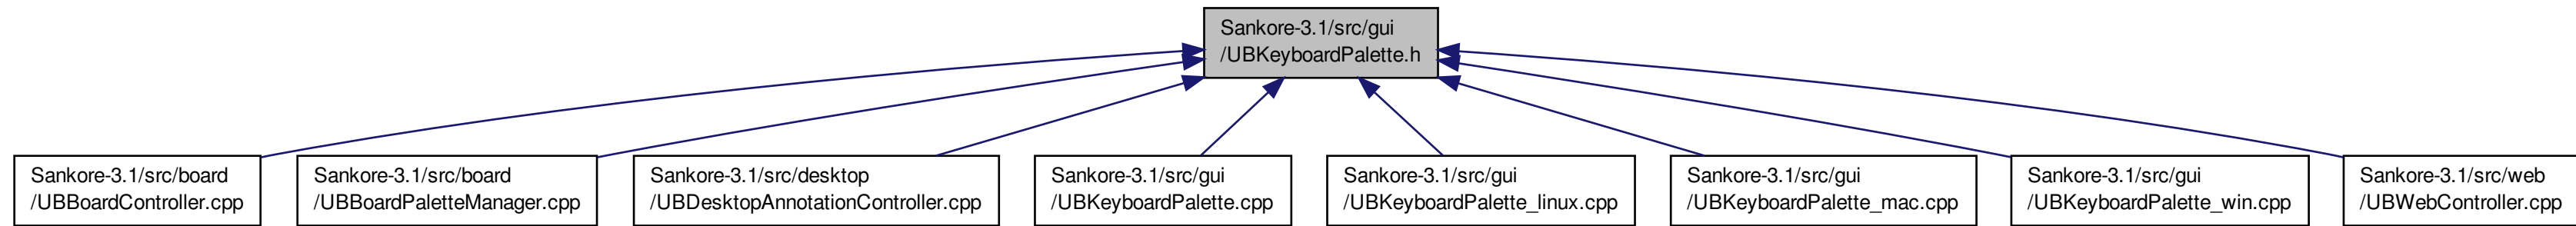 Sankore-3.1/src/gui
/UBKeyboardPalette.h
Sankore-3.1/src/board
/UBBoardController.cpp
Sankore-3.1/src/board
/UBBoardPaletteManager.cpp
Sankore-3.1/src/desktop
/UBDesktopAnnotationController.cpp
Sankore-3.1/src/gui
/UBKeyboardPalette.cpp
Sankore-3.1/src/gui
/UBKeyboardPalette_linux.cpp
Sankore-3.1/src/gui
/UBKeyboardPalette_mac.cpp
Sankore-3.1/src/gui
/UBKeyboardPalette_win.cpp
Sankore-3.1/src/web
/UBWebController.cpp